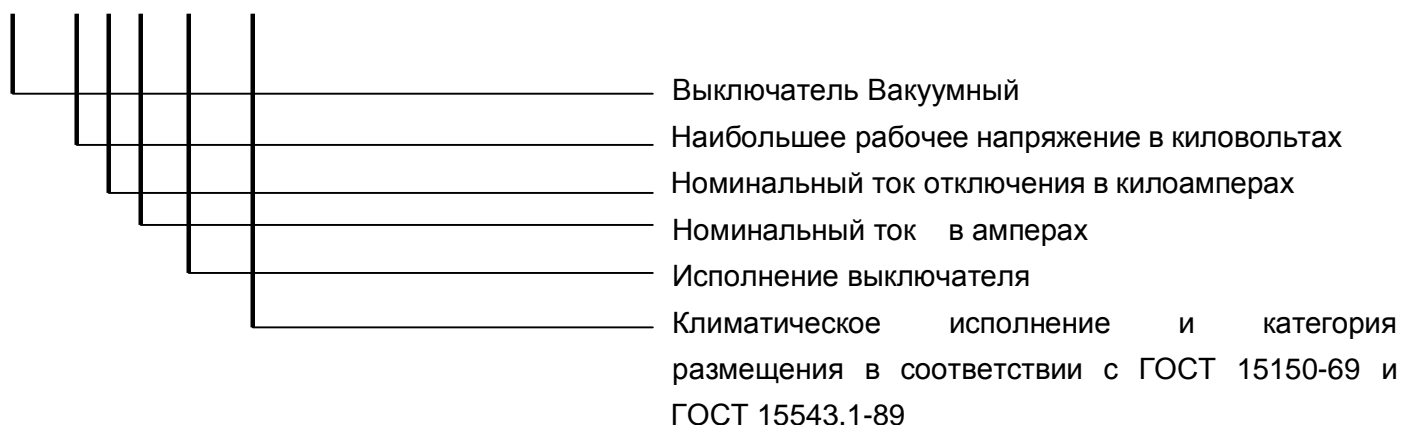 Выключатель Вакуумный
Наибольшее рабочее напряжение в киловольтах
Номинальный ток отключения в килоамперах
Номинальный ток в амперах
Исполнение выключателя
Климатическое исполнение и категория
размещения в соответствии с ГОСТ 15150-69 и
ГОСТ 15543.1-89